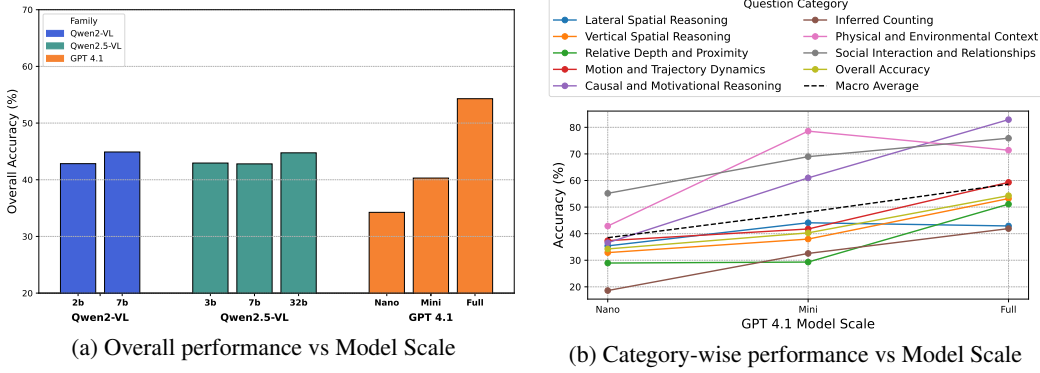 70
60
50
40
30
20
Overall Accuracy (%)
Family
Qwen2-VL
Qwen2.5-VL
GPT 4.1
2b 7b 3b 7b 32b Nano Mini Full
Qwen2-VL Qwen2.5-VL GPT 4.1
(a) Overall performance vs Model Scale
Question Category
Lateral Spatial Reasoning
Vertical Spatial Reasoning
Relative Depth and Proximity
Motion and Trajectory Dynamics
Causal and Motivational Reasoning
Inferred Counting
Physical and Environmental Context
Social Interaction and Relationships
Overall Accuracy
Macro Average
80
70
60
50
40
30
20
Accuracy (%)
Nano Mini Full
GPT 4.1 Model Scale
(b) Category-wise performance vs Model Scale